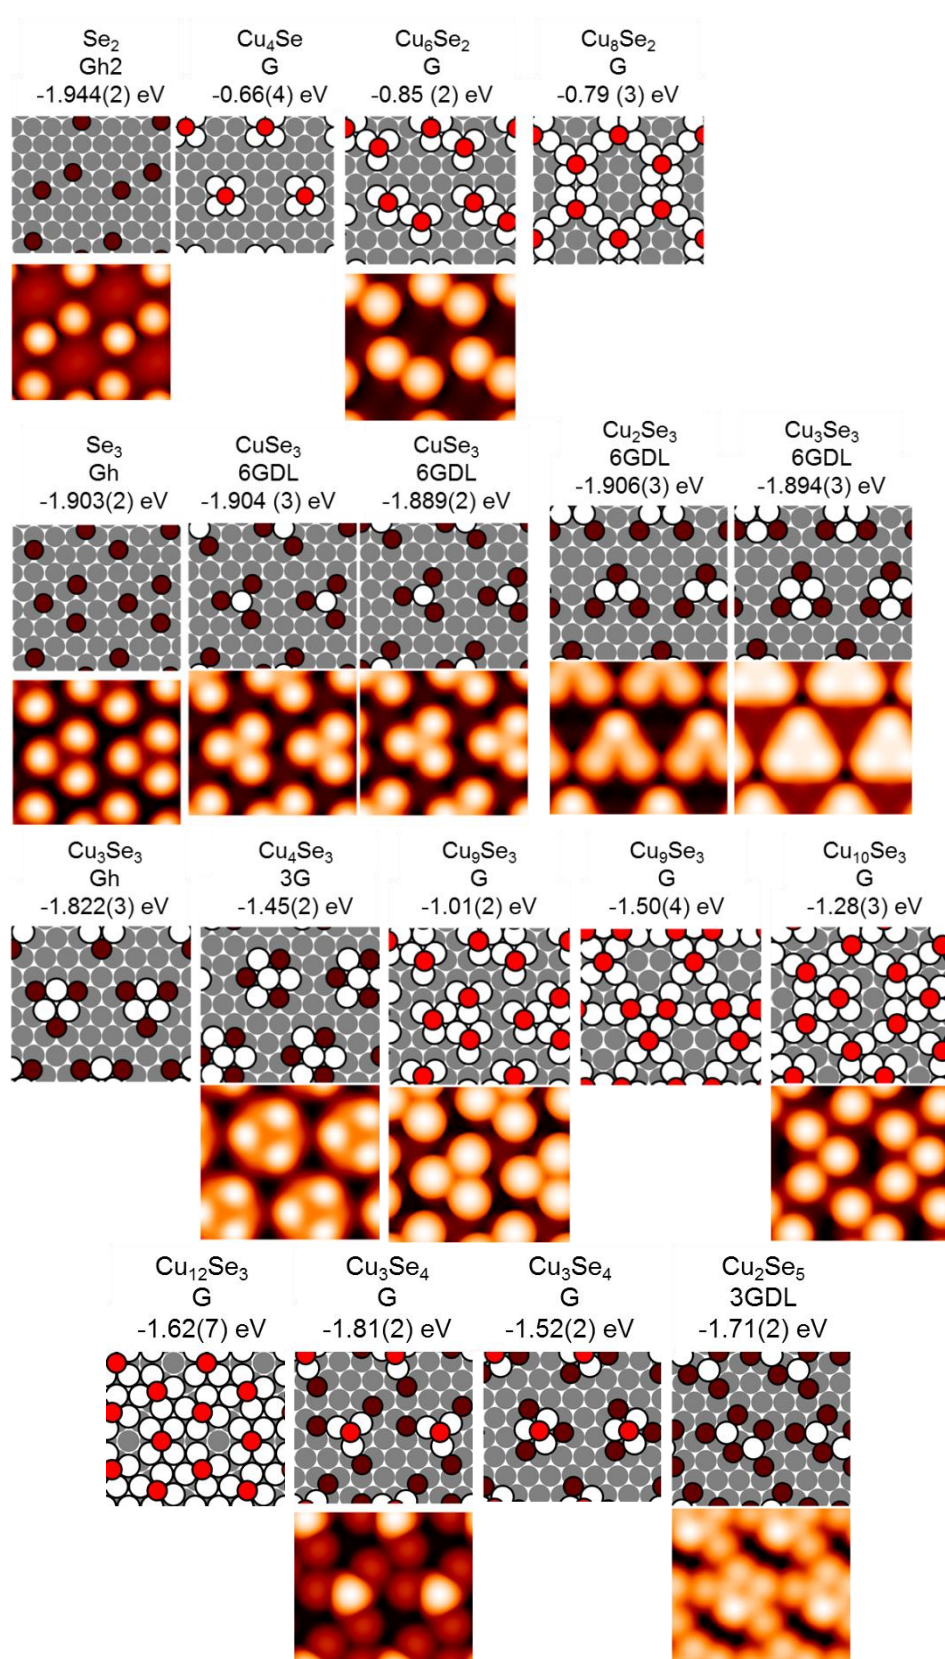 Se₂
Gh2
-1.944(2) eV
Cu₄Se
G
-0.66(4) eV
Cu₆Se₂
G
-0.85 (2) eV
Cu₈Se₂
G
-0.79 (3) eV
Se₃
Gh
-1.903(2) eV
CuSe₃
6GDL
-1.904 (3) eV
CuSe₃
6GDL
-1.889(2) eV
Cu₂Se₃
6GDL
-1.906(3) eV
Cu₃Se₃
6GDL
-1.894(3) eV
Cu₃Se₃
Gh
-1.822(3) eV
Cu₄Se₃
3G
-1.45(2) eV
Cu₉Se₃
G
-1.01(2) eV
Cu₉Se₃
G
-1.50(4) eV
Cu₁₀Se₃
G
-1.28(3) eV
Cu₁₂Se₃
G
-1.62(7) eV
Cu₃Se₄
G
-1.81(2) eV
Cu₃Se₄
G
-1.52(2) eV
Cu₂Se₅
3GDL
-1.71(2) eV